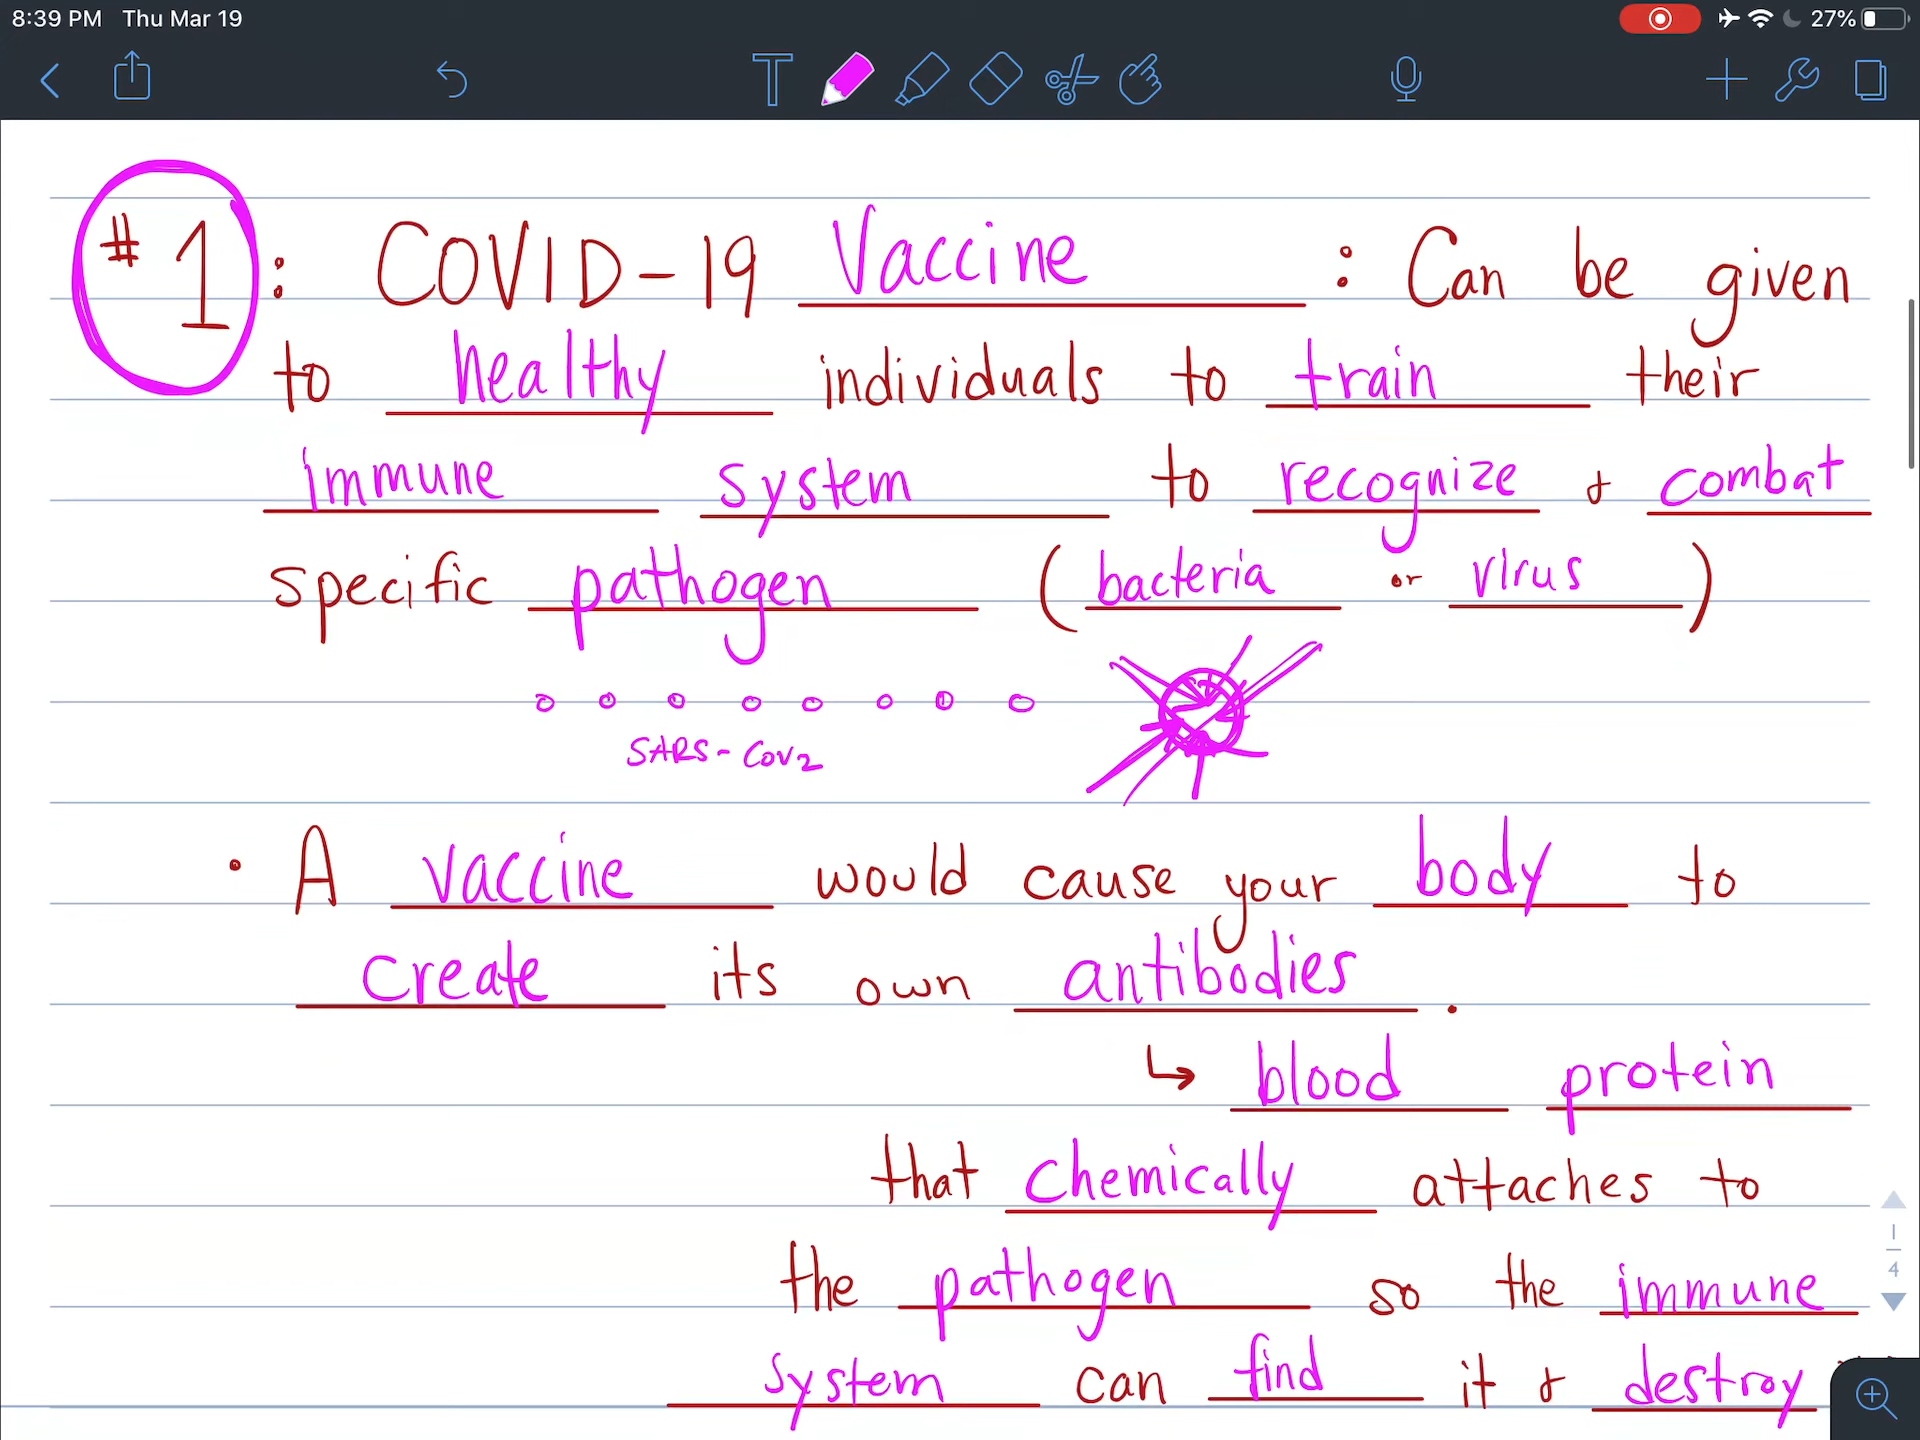 8:39 PM Thu Mar 19 27%
T
#1: COVID-19 Vaccine : Can be given
to healthy individuals to train their
immune system to recognize & combat
specific pathogen (bacteria or virus)
SARS-Cov2
• A vaccine would cause your body to
create its own antibodies.
↳ blood protein
that chemically attaches to
the pathogen so the immune
system can find it & destroy
1
4